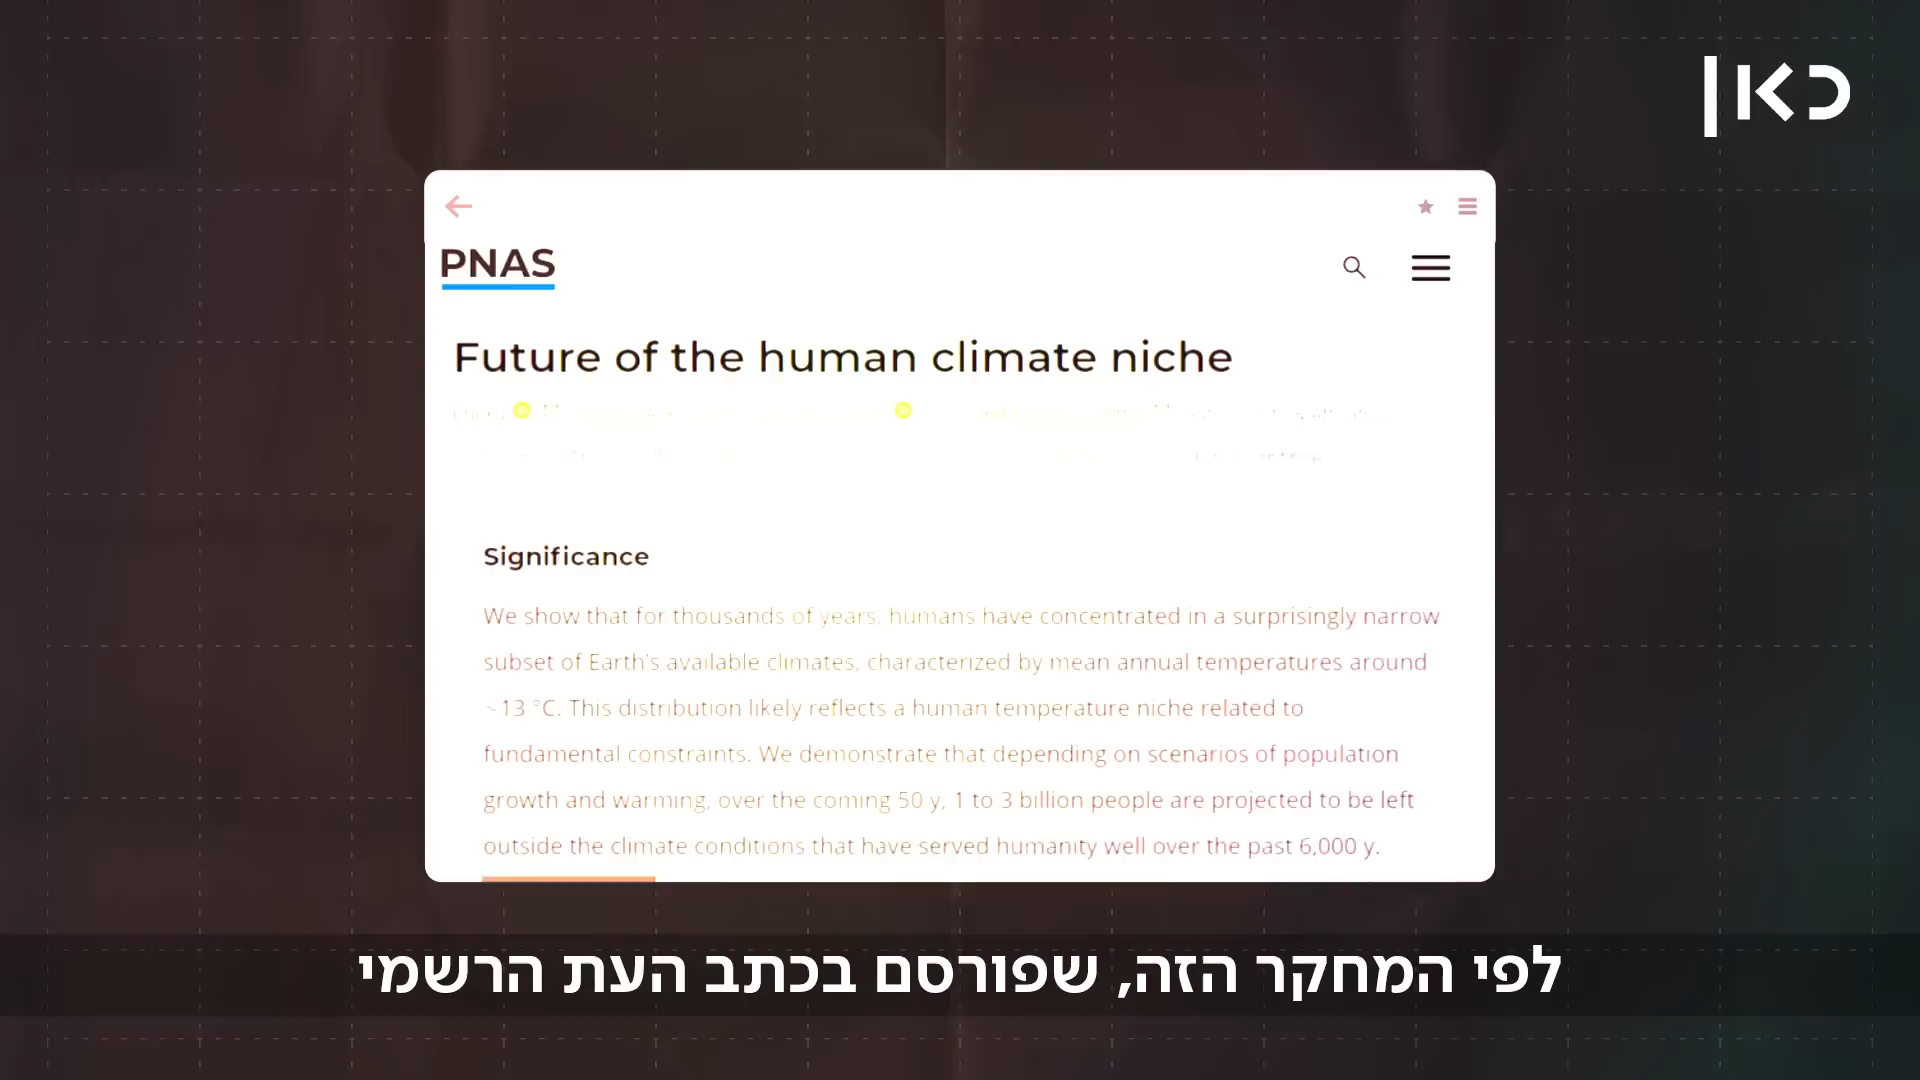 כאן
PNAS
Future of the human climate niche
Significance
We show that for thousands of years, humans have concentrated in a surprisingly narrow
subset of Earth's available climates, characterized by mean annual temperatures around
~13 °C. This distribution likely reflects a human temperature niche related to
fundamental constraints. We demonstrate that depending on scenarios of population
growth and warming, over the coming 50 y, 1 to 3 billion people are projected to be left
outside the climate conditions that have served humanity well over the past 6,000 y.
לפי המחקר הזה, שפורסם בכתב העת הרשמי